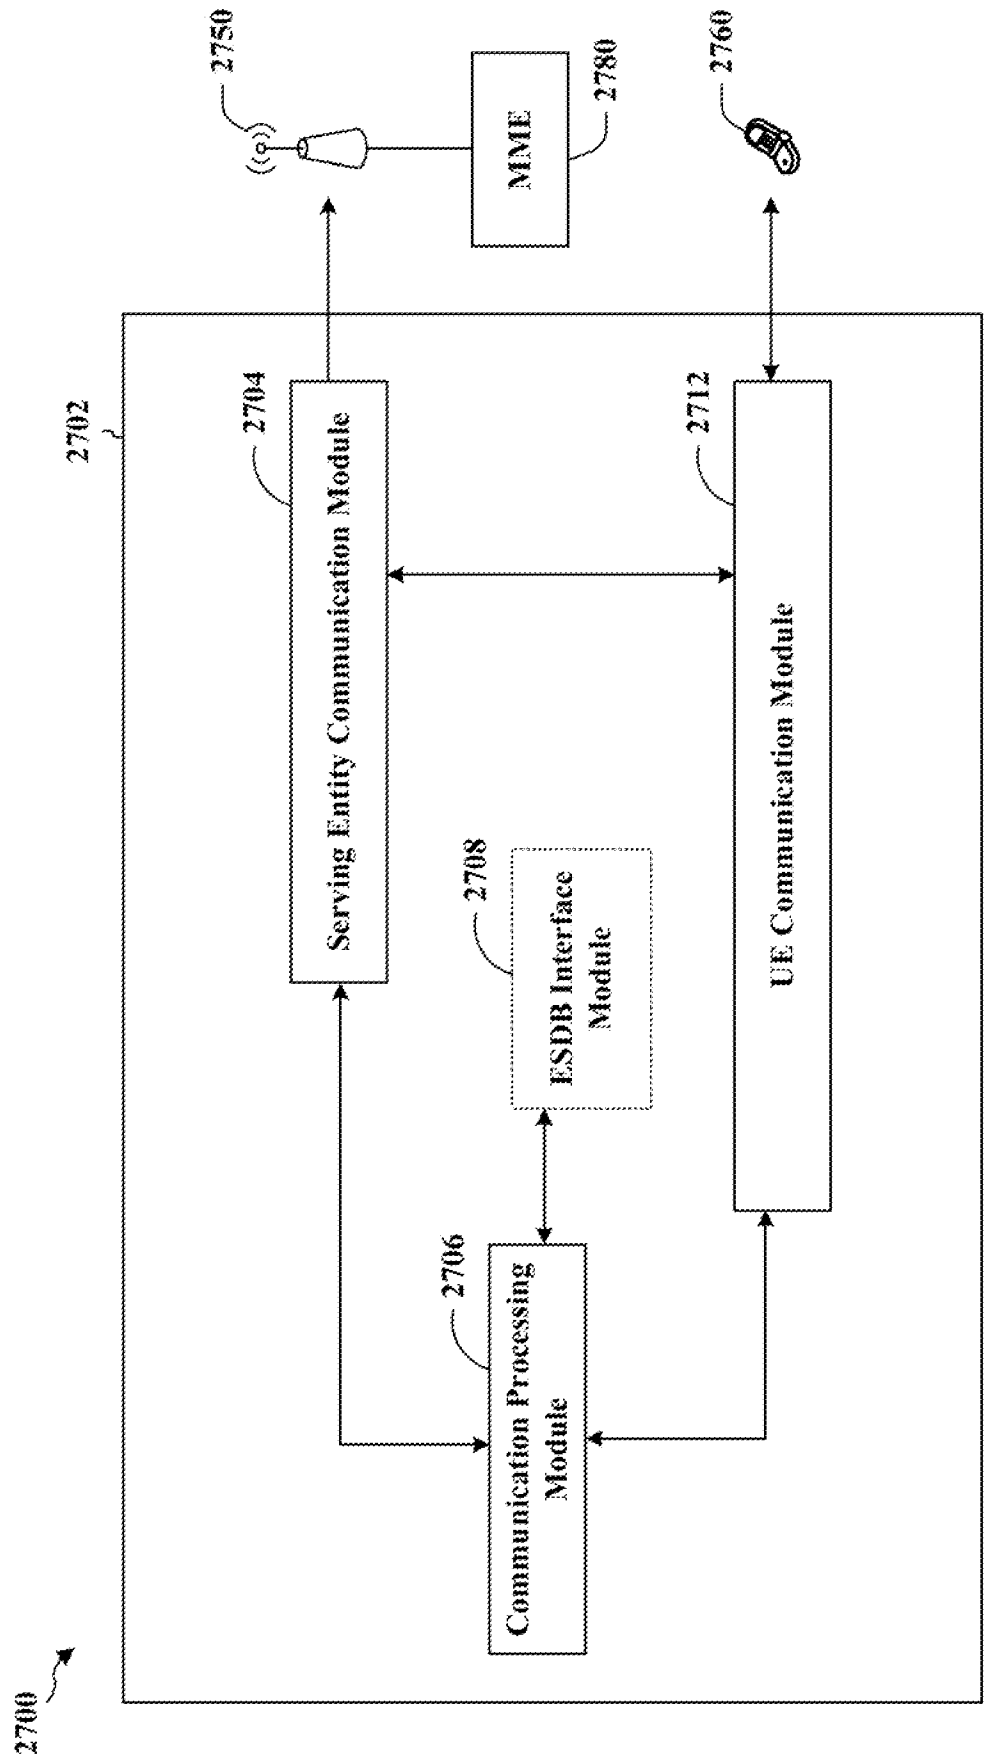 2700
2702
2750
2704
Serving Entity Communication Module
MME
2780
2708
ESDB Interface
Module
2706
Communication Processing
Module
2760
2712
UE Communication Module